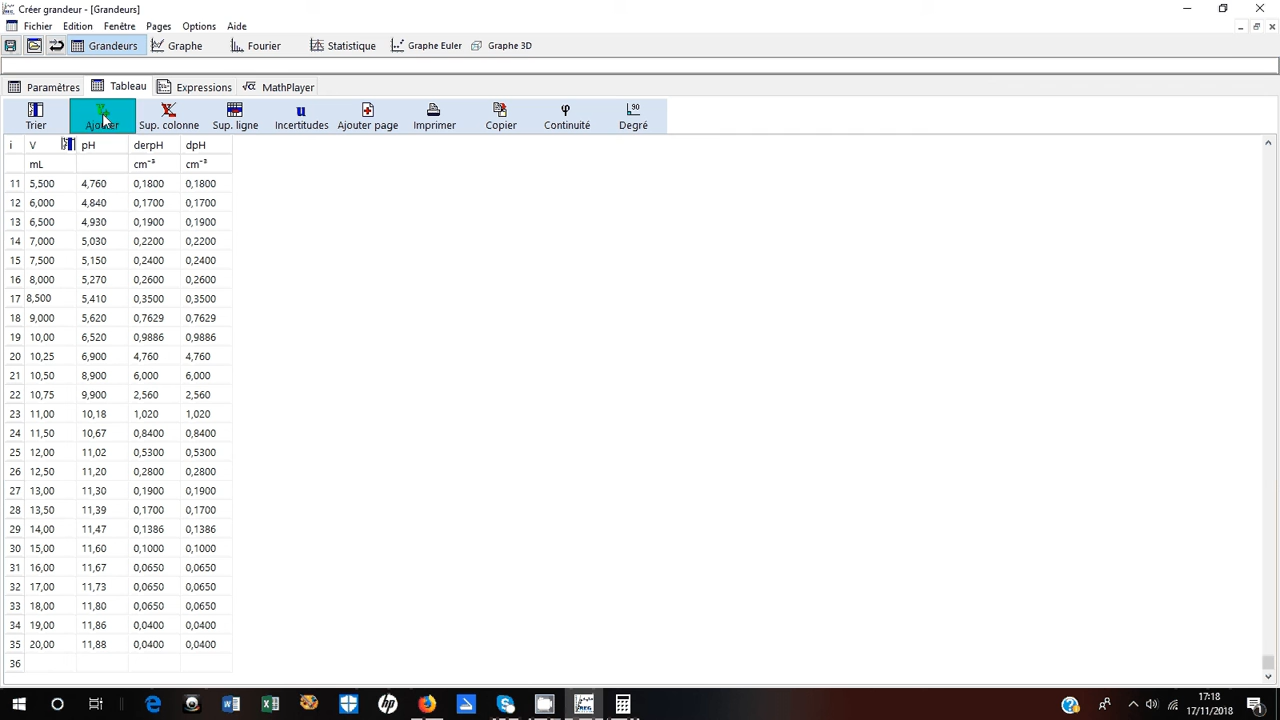 Créer grandeur - [Grandeurs]
Fichier Edition Fenêtre Pages Options Aide
Grandeurs Graphe Fourier Statistique Graphe Euler Graphe 3D
Paramètres Tableau Expressions MathPlayer
Trier Ajouter Sup. colonne Sup. ligne Incertitudes Ajouter page Imprimer Copier Continuité Degré
i V pH derpH dpH
mL cm⁻³ cm⁻³
11 5,500 4,760 0,1800 0,1800
12 6,000 4,840 0,1700 0,1700
13 6,500 4,930 0,1900 0,1900
14 7,000 5,030 0,2200 0,2200
15 7,500 5,150 0,2400 0,2400
16 8,000 5,270 0,2600 0,2600
17 8,500 5,410 0,3500 0,3500
18 9,000 5,620 0,7629 0,7629
19 10,00 6,520 0,9886 0,9886
20 10,25 6,900 4,760 4,760
21 10,50 8,900 6,000 6,000
22 10,75 9,900 2,560 2,560
23 11,00 10,18 1,020 1,020
24 11,50 10,67 0,8400 0,8400
25 12,00 11,02 0,5300 0,5300
26 12,50 11,20 0,2800 0,2800
27 13,00 11,30 0,1900 0,1900
28 13,50 11,39 0,1700 0,1700
29 14,00 11,47 0,1386 0,1386
30 15,00 11,60 0,1000 0,1000
31 16,00 11,67 0,0650 0,0650
32 17,00 11,73 0,0650 0,0650
33 18,00 11,80 0,0650 0,0650
34 19,00 11,86 0,0400 0,0400
35 20,00 11,88 0,0400 0,0400
36
17:18
17/11/2018